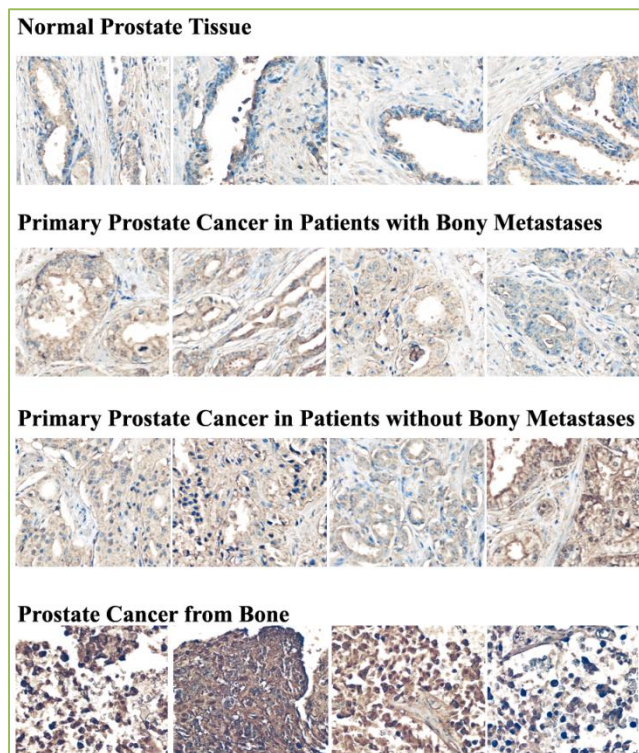 Normal Prostate Tissue
Primary Prostate Cancer in Patients with Bony Metastases
Primary Prostate Cancer in Patients without Bony Metastases
Prostate Cancer from Bone